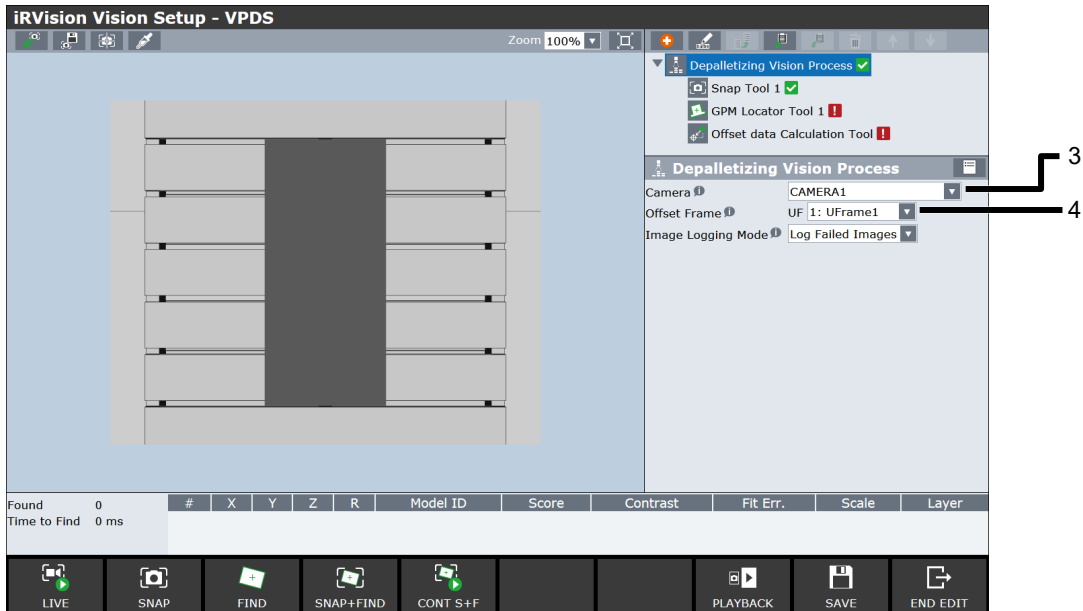 iRVision Vision Setup - VPDS
Zoom 100%
Depalletizing Vision Process
Snap Tool 1
GPM Locator Tool 1 !
Offset data Calculation Tool !
Depalletizing Vision Process
3
Camera CAMERA1
4
Offset Frame UF 1: UFrame1
Image Logging Mode Log Failed Images
Found 0
Time to Find 0 ms
# X Y Z R Model ID Score Contrast Fit Err. Scale Layer
LIVE SNAP FIND SNAP+FIND CONT S+F PLAYBACK SAVE END EDIT